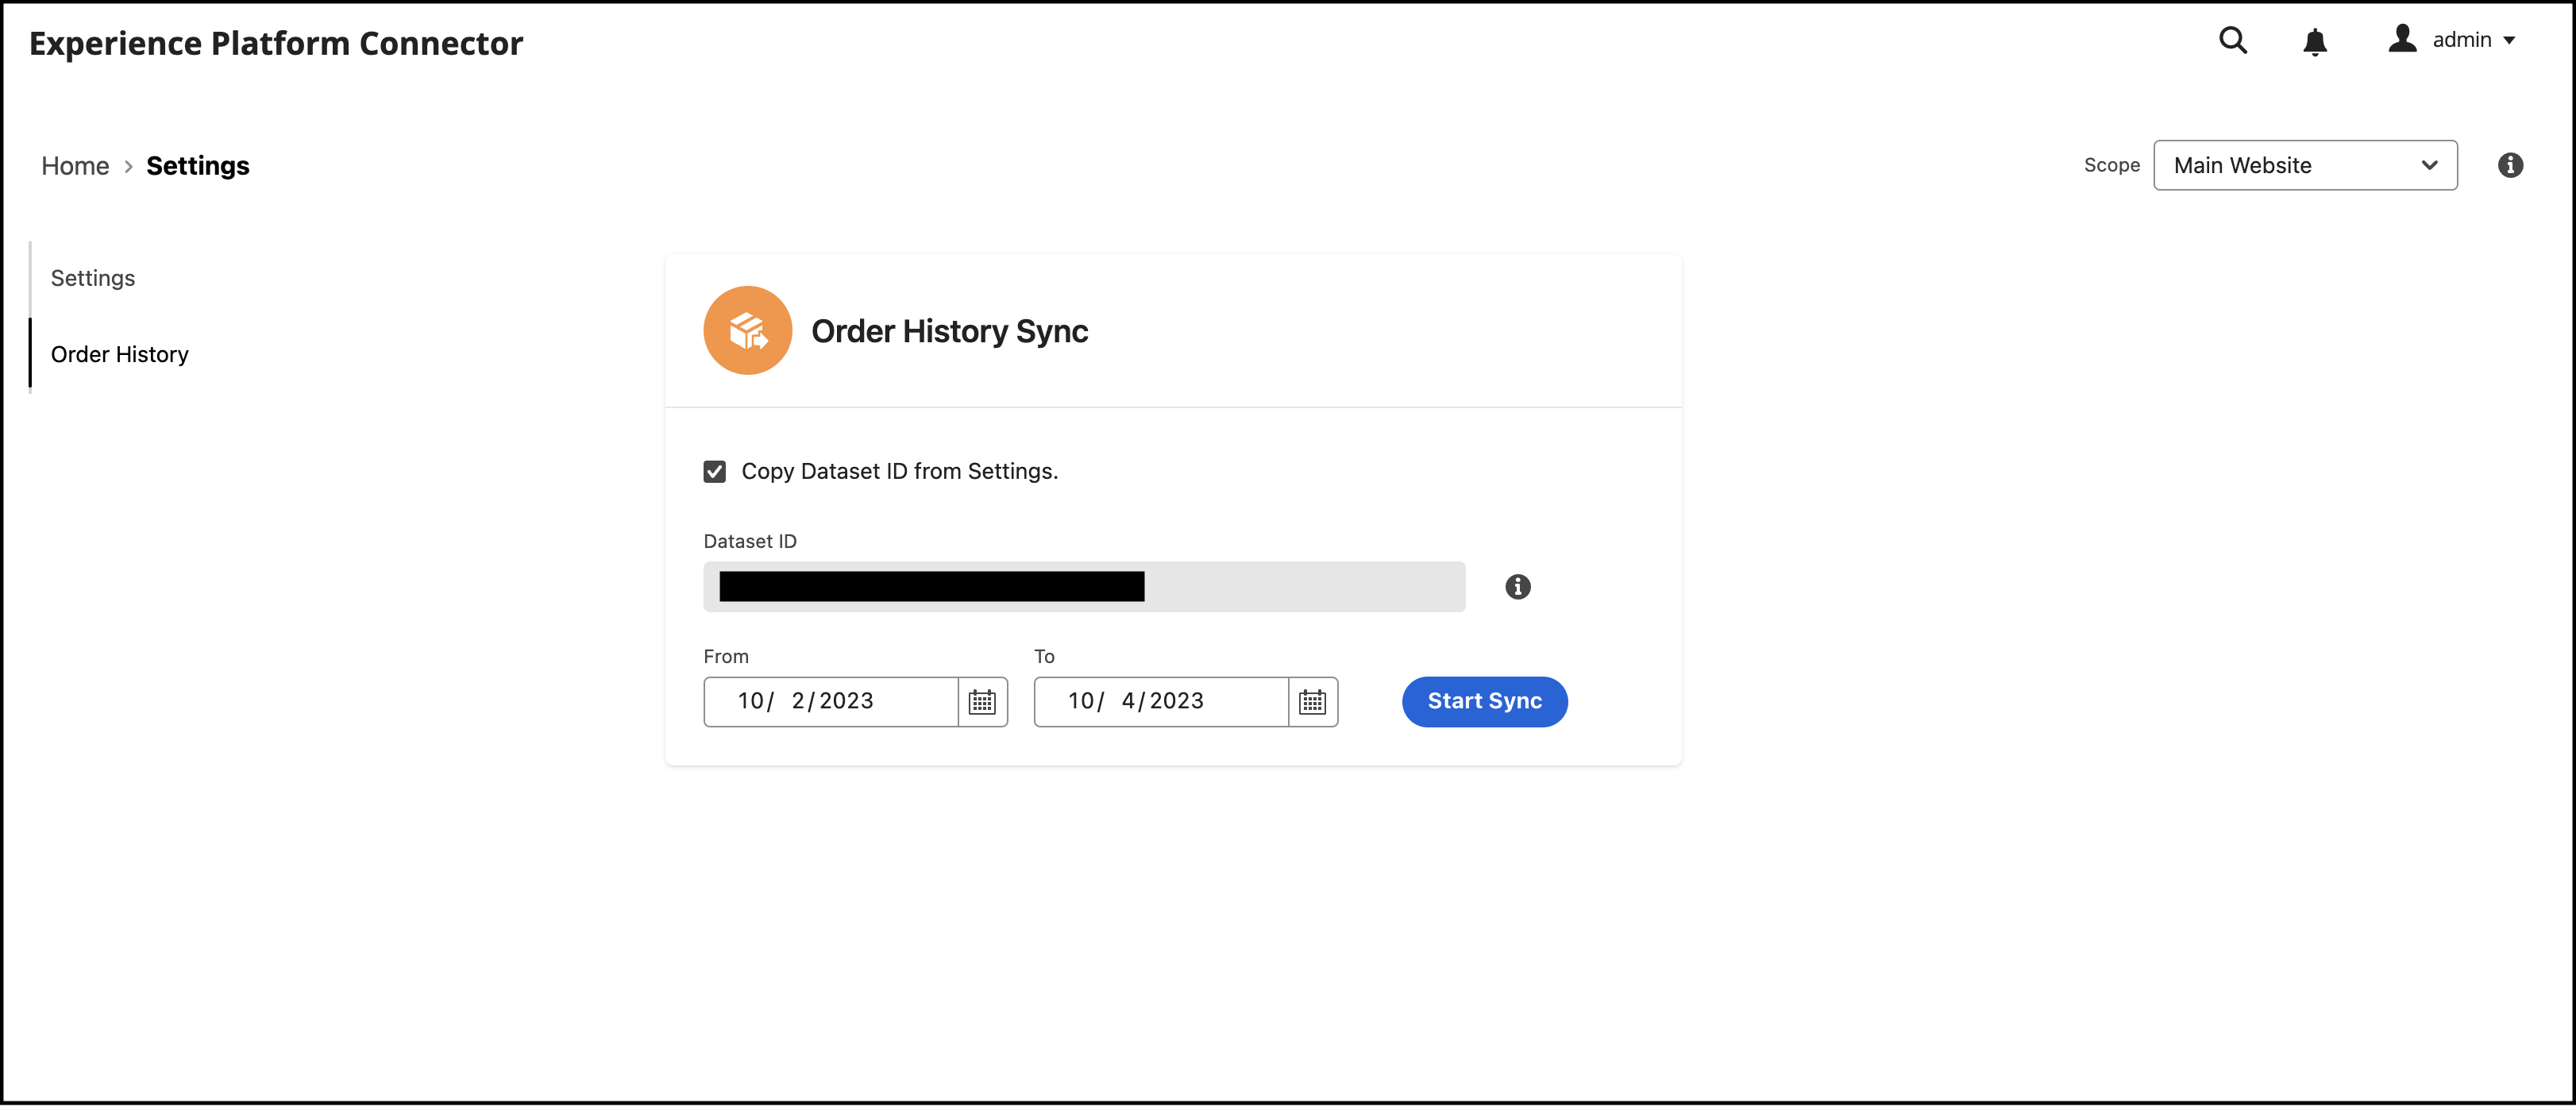 Experience Platform Connector
admin
Home > Settings
Scope Main Website
Settings
Order History
Order History Sync
Copy Dataset ID from Settings.
Dataset ID
From To
10/ 2/2023 10/ 4/2023 Start Sync